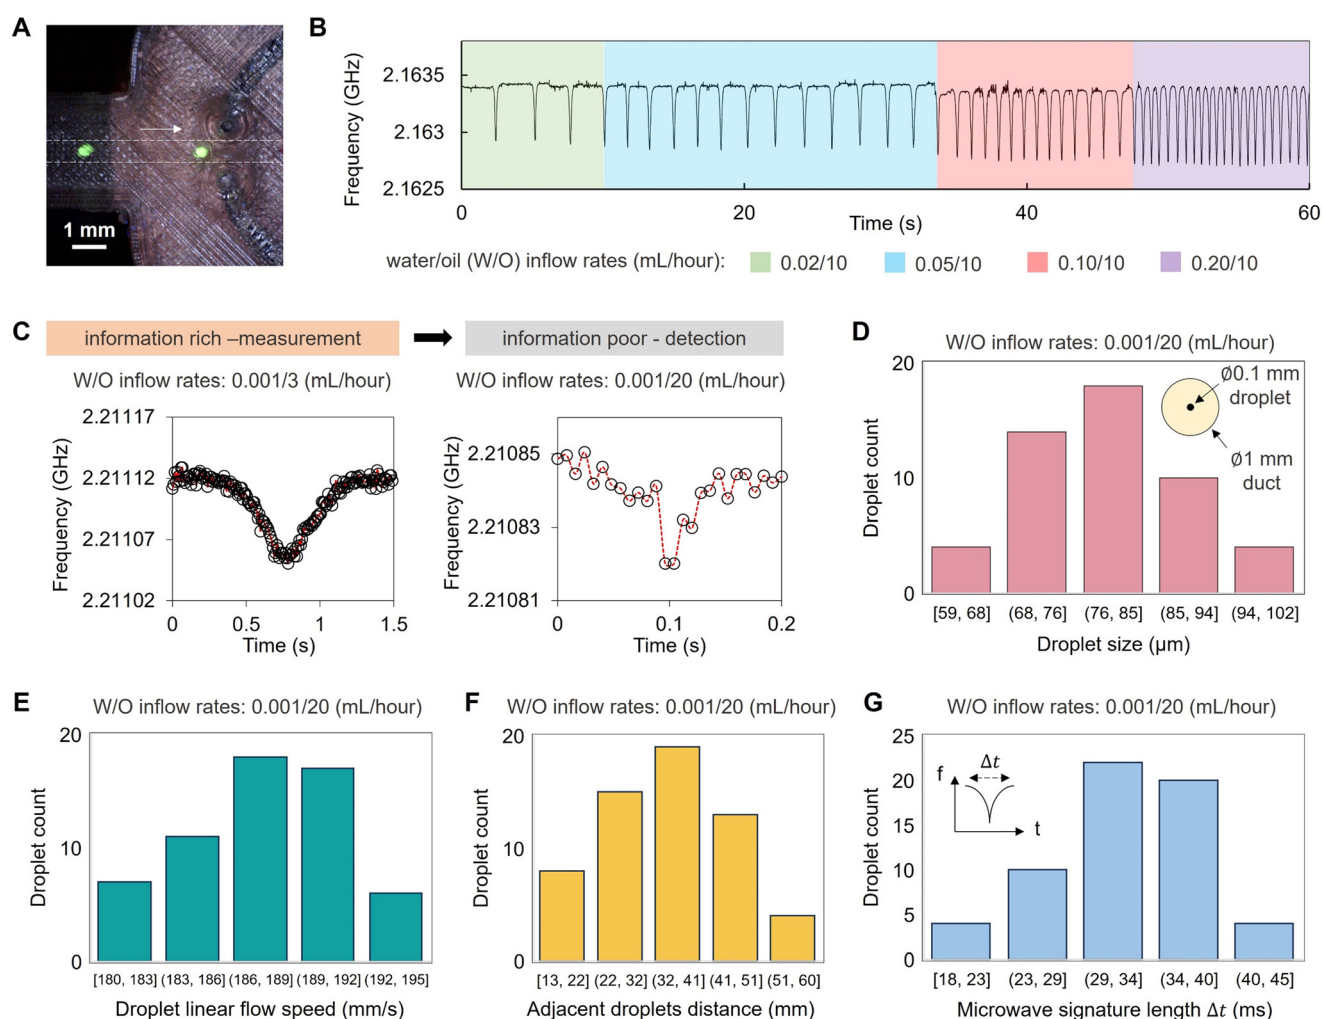 A
1 mm
B
Frequency (GHz)
2.1635
2.163
2.1625
0
20
40
60
Time (s)
water/oil (W/O) inflow rates (mL/hour):
0.02/10
0.05/10
0.10/10
0.20/10
C
information rich –measurement
information poor - detection
W/O inflow rates: 0.001/3 (mL/hour)
Frequency (GHz)
2.21117
2.21112
2.21107
2.21102
0
0.5
1
1.5
Time (s)
W/O inflow rates: 0.001/20 (mL/hour)
Frequency (GHz)
2.21085
2.21083
2.21081
0
0.1
0.2
Time (s)
D
W/O inflow rates: 0.001/20 (mL/hour)
Droplet count
20
10
0
Ø0.1 mm
droplet
Ø1 mm
duct
[59, 68]
(68, 76]
(76, 85]
(85, 94]
(94, 102]
Droplet size (µm)
E
W/O inflow rates: 0.001/20 (mL/hour)
Droplet count
20
10
0
[180, 183]
(183, 186]
(186, 189]
(189, 192]
(192, 195]
Droplet linear flow speed (mm/s)
F
W/O inflow rates: 0.001/20 (mL/hour)
Droplet count
20
10
0
[13, 22]
(22, 32]
(32, 41]
(41, 51]
(51, 60]
Adjacent droplets distance (mm)
G
W/O inflow rates: 0.001/20 (mL/hour)
Droplet count
25
20
15
10
5
0
f
Δt
t
[18, 23]
(23, 29]
(29, 34]
(34, 40]
(40, 45]
Microwave signature length Δt (ms)